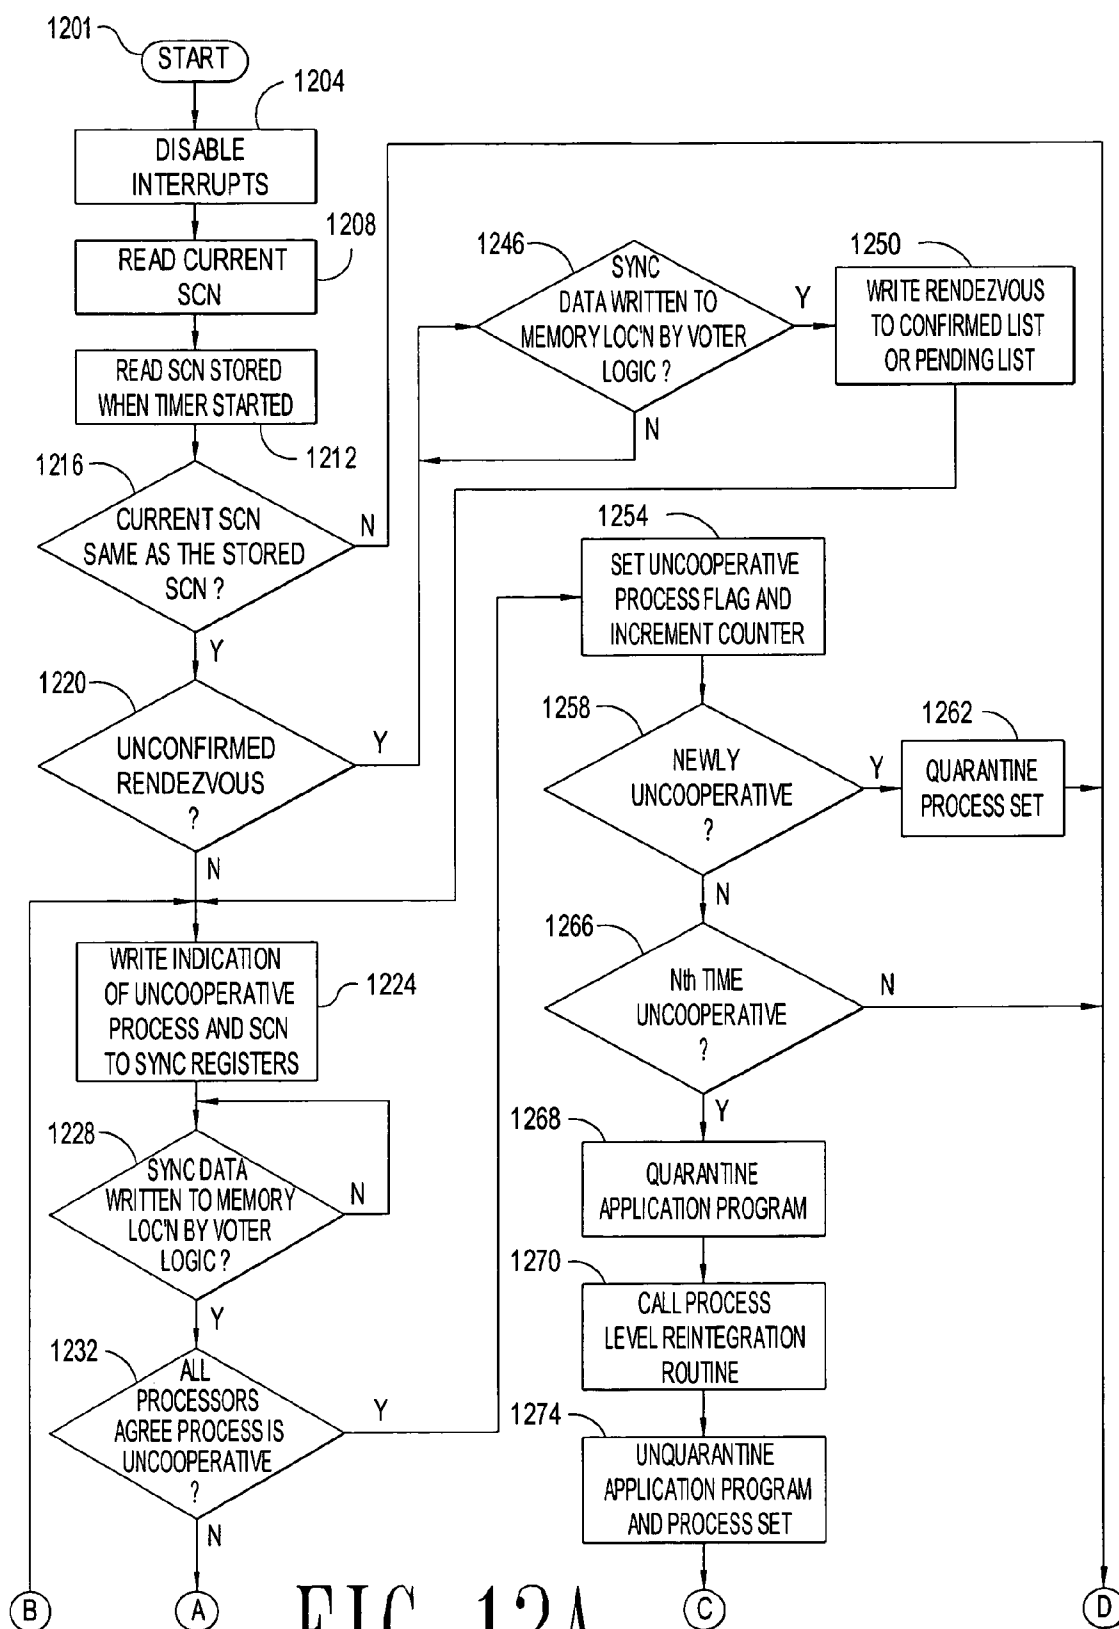 1201
START
1204
DISABLE
INTERRUPTS
1208
READ CURRENT
SCN
READ SCN STORED
WHEN TIMER STARTED
1212
1216
CURRENT SCN
SAME AS THE STORED
SCN ?
N
Y
1220
UNCONFIRMED
RENDEZVOUS
?
Y
N
WRITE INDICATION
OF UNCOOPERATIVE
PROCESS AND SCN
TO SYNC REGISTERS
1224
1228
SYNC DATA
WRITTEN TO MEMORY
LOC'N BY VOTER
LOGIC ?
N
Y
1232
ALL
PROCESSORS
AGREE PROCESS IS
UNCOOPERATIVE
?
Y
N
1246
SYNC
DATA WRITTEN TO
MEMORY LOC'N BY VOTER
LOGIC ?
Y
N
1250
WRITE RENDEZVOUS
TO CONFIRMED LIST
OR PENDING LIST
1254
SET UNCOOPERATIVE
PROCESS FLAG AND
INCREMENT COUNTER
1258
NEWLY
UNCOOPERATIVE
?
Y
N
1262
QUARANTINE
PROCESS SET
1266
Nth TIME
UNCOOPERATIVE
?
N
Y
1268
QUARANTINE
APPLICATION PROGRAM
1270
CALL PROCESS
LEVEL REINTEGRATION
ROUTINE
1274
UNQUARANTINE
APPLICATION PROGRAM
AND PROCESS SET
B
A
C
D
FIG. 12A